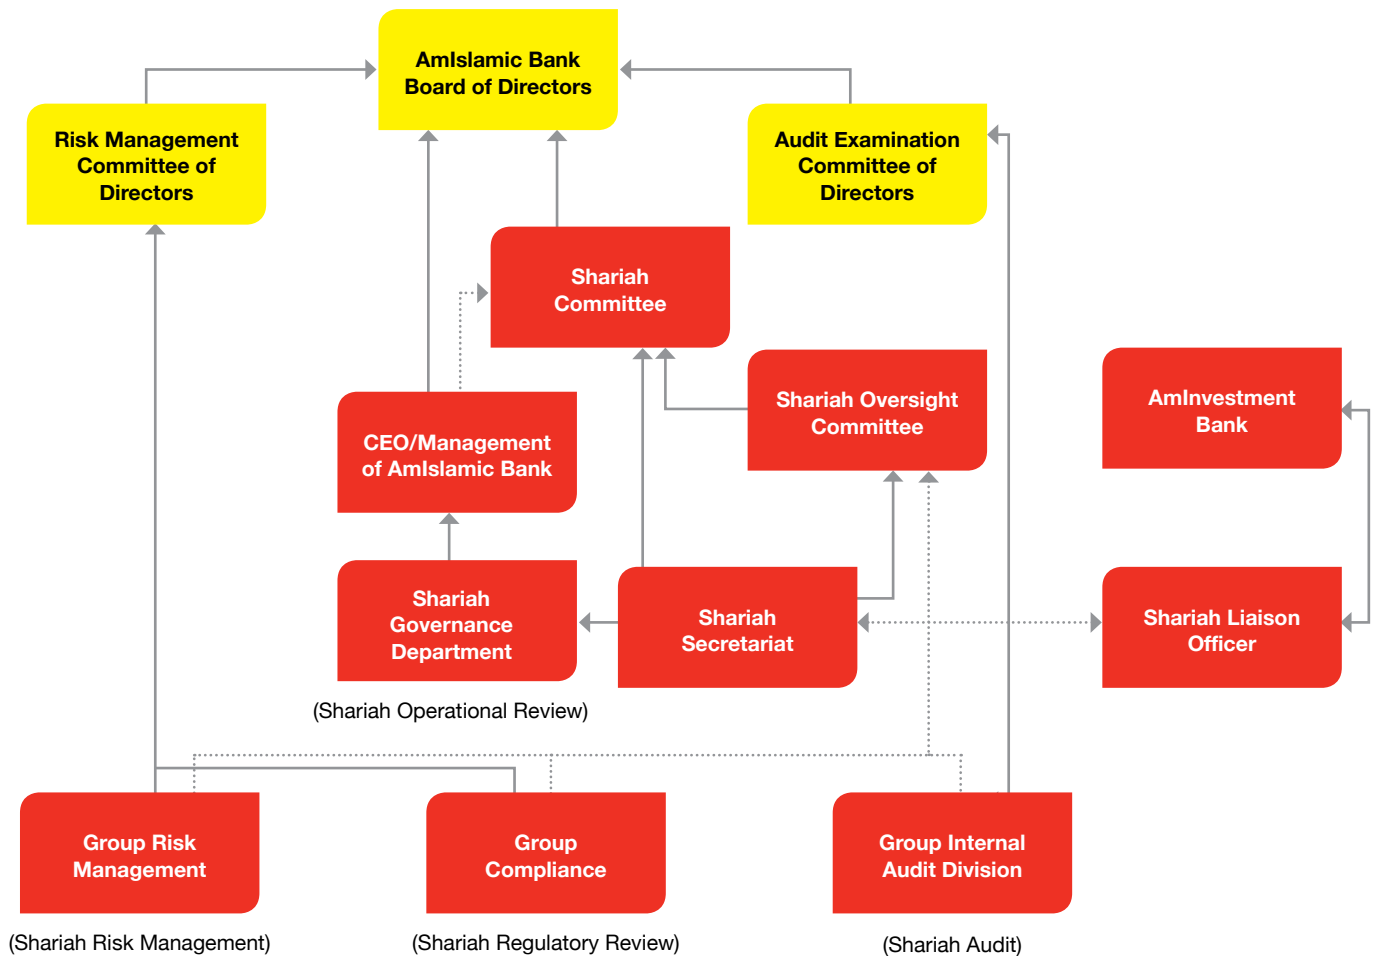 AmIslamic Bank
Board of Directors
Risk Management
Committee of
Directors
Audit Examination
Committee of
Directors
Shariah
Committee
Shariah Oversight
Committee
AmInvestment
Bank
CEO/Management
of AmIslamic Bank
Shariah
Governance
Department
Shariah
Secretariat
Shariah Liaison
Officer
(Shariah Operational Review)
Group Risk
Management
Group
Compliance
Group Internal
Audit Division
(Shariah Risk Management)
(Shariah Regulatory Review)
(Shariah Audit)